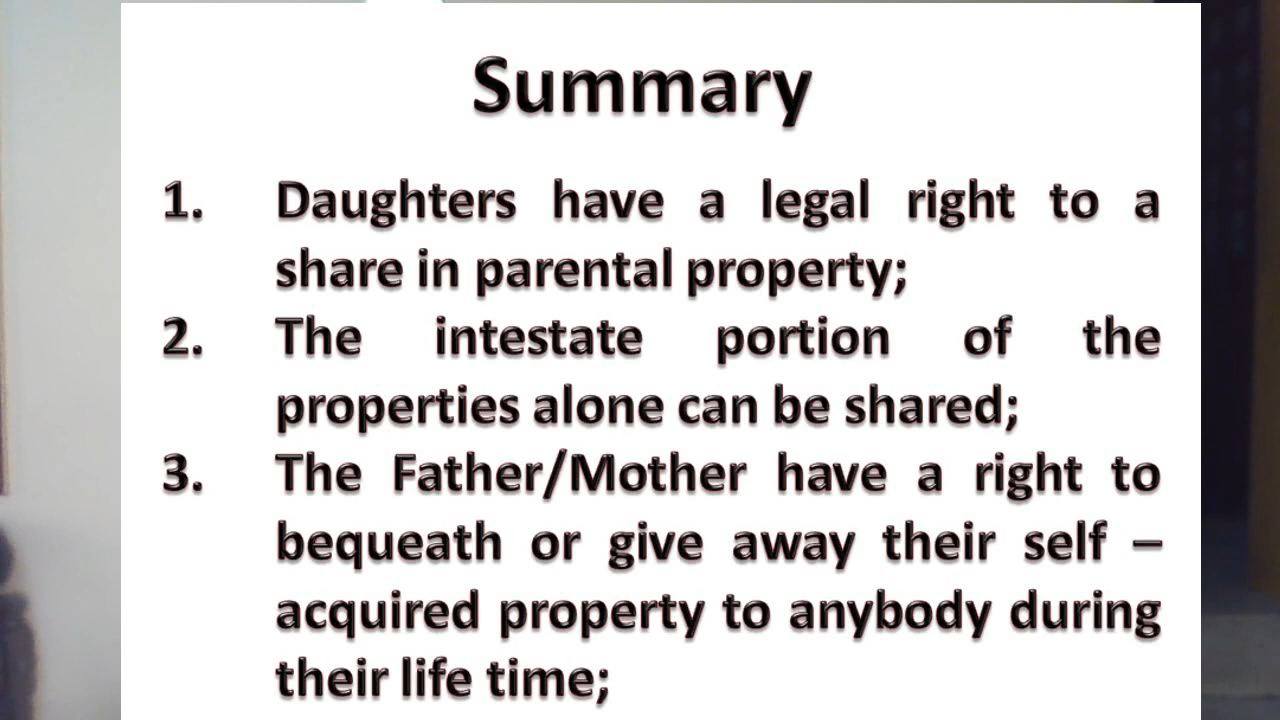 Summary
1. Daughters have a legal right to a
share in parental property;
2. The intestate portion of the
properties alone can be shared;
3. The Father/Mother have a right to
bequeath or give away their self –
acquired property to anybody during
their life time;